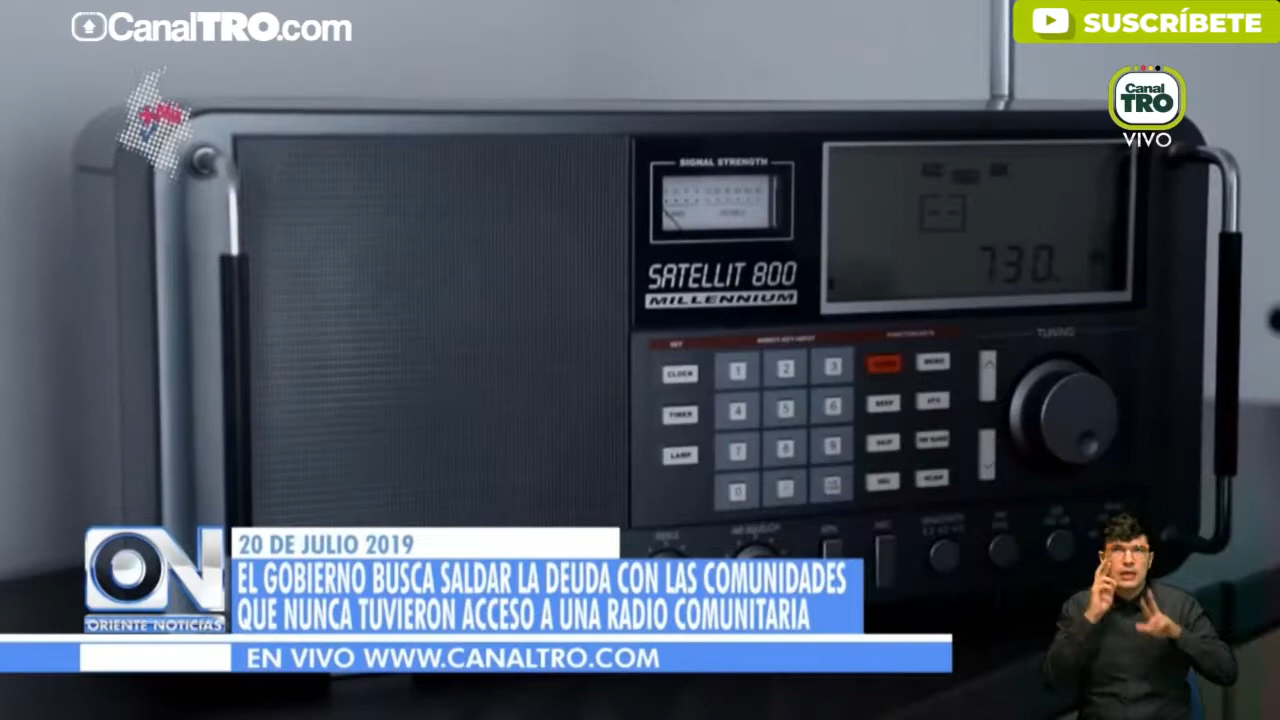 CanalTRO.com
SUSCRÍBETE
Canal
TRO
VIVO
SIGNAL STRENGTH
SATELLIT 800
MILLENNIUM
730.
TUNING
CLOCK
1 2 3
TIMER
4 5 6
LAMP
7 8 9
0
20 DE JULIO 2019
EL GOBIERNO BUSCA SALDAR LA DEUDA CON LAS COMUNIDADES
QUE NUNCA TUVIERON ACCESO A UNA RADIO COMUNITARIA
ON
ORIENTE NOTICIAS
EN VIVO WWW.CANALTRO.COM